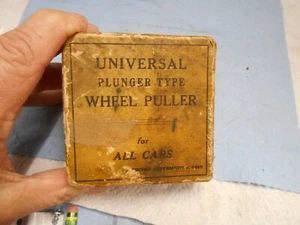 UNIVERSAL
PLUNGER TYPE
WHEEL PULLER
for
ALL CARS